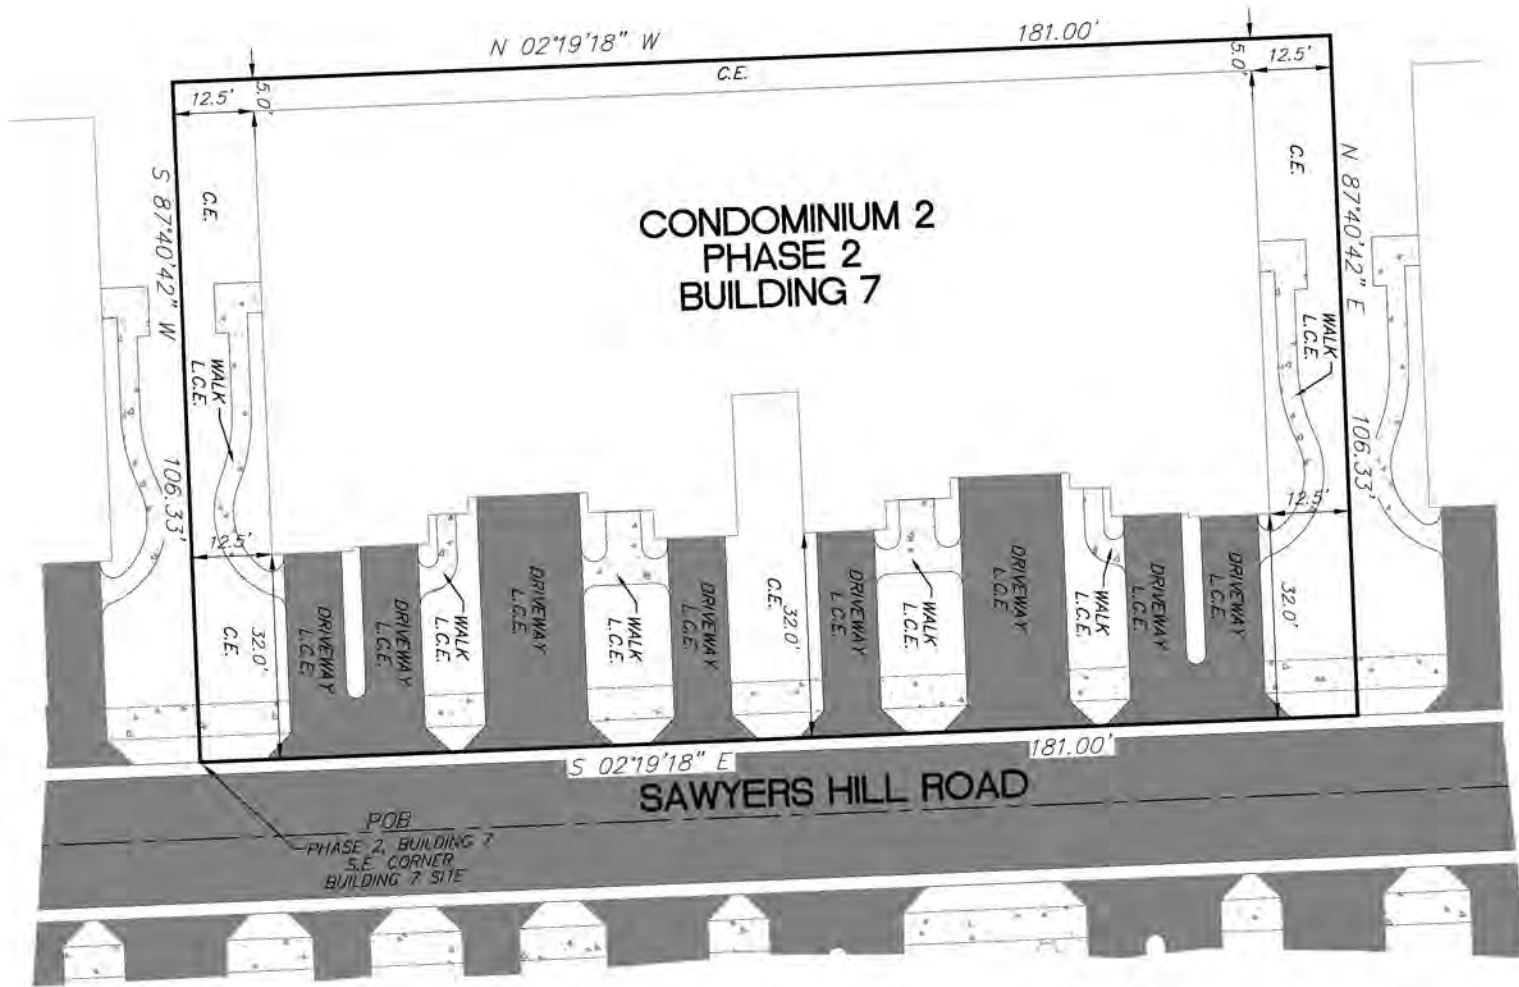 N 02°19'18" W
181.00'
C.E.
12.5'
5.0'
5.0'
12.5'
S 87°40'42" W
106.33'
N 87°40'42" E
106.33'
C.E.
C.E.
CONDOMINIUM 2
PHASE 2
BUILDING 7
WALK
L.C.E.
WALK
L.C.E.
12.5'
12.5'
C.E.
32.0'
DRIVEWAY
L.C.E.
DRIVEWAY
L.C.E.
WALK
L.C.E.
DRIVEWAY
L.C.E.
WALK
L.C.E.
DRIVEWAY
L.C.E.
C.E.
32.0'
DRIVEWAY
L.C.E.
WALK
L.C.E.
DRIVEWAY
L.C.E.
WALK
L.C.E.
DRIVEWAY
L.C.E.
DRIVEWAY
L.C.E.
32.0'
S 02°19'18" E
181.00'
SAWYERS HILL ROAD
POB
PHASE 2, BUILDING 7
S.E. CORNER
BUILDING 7 SITE